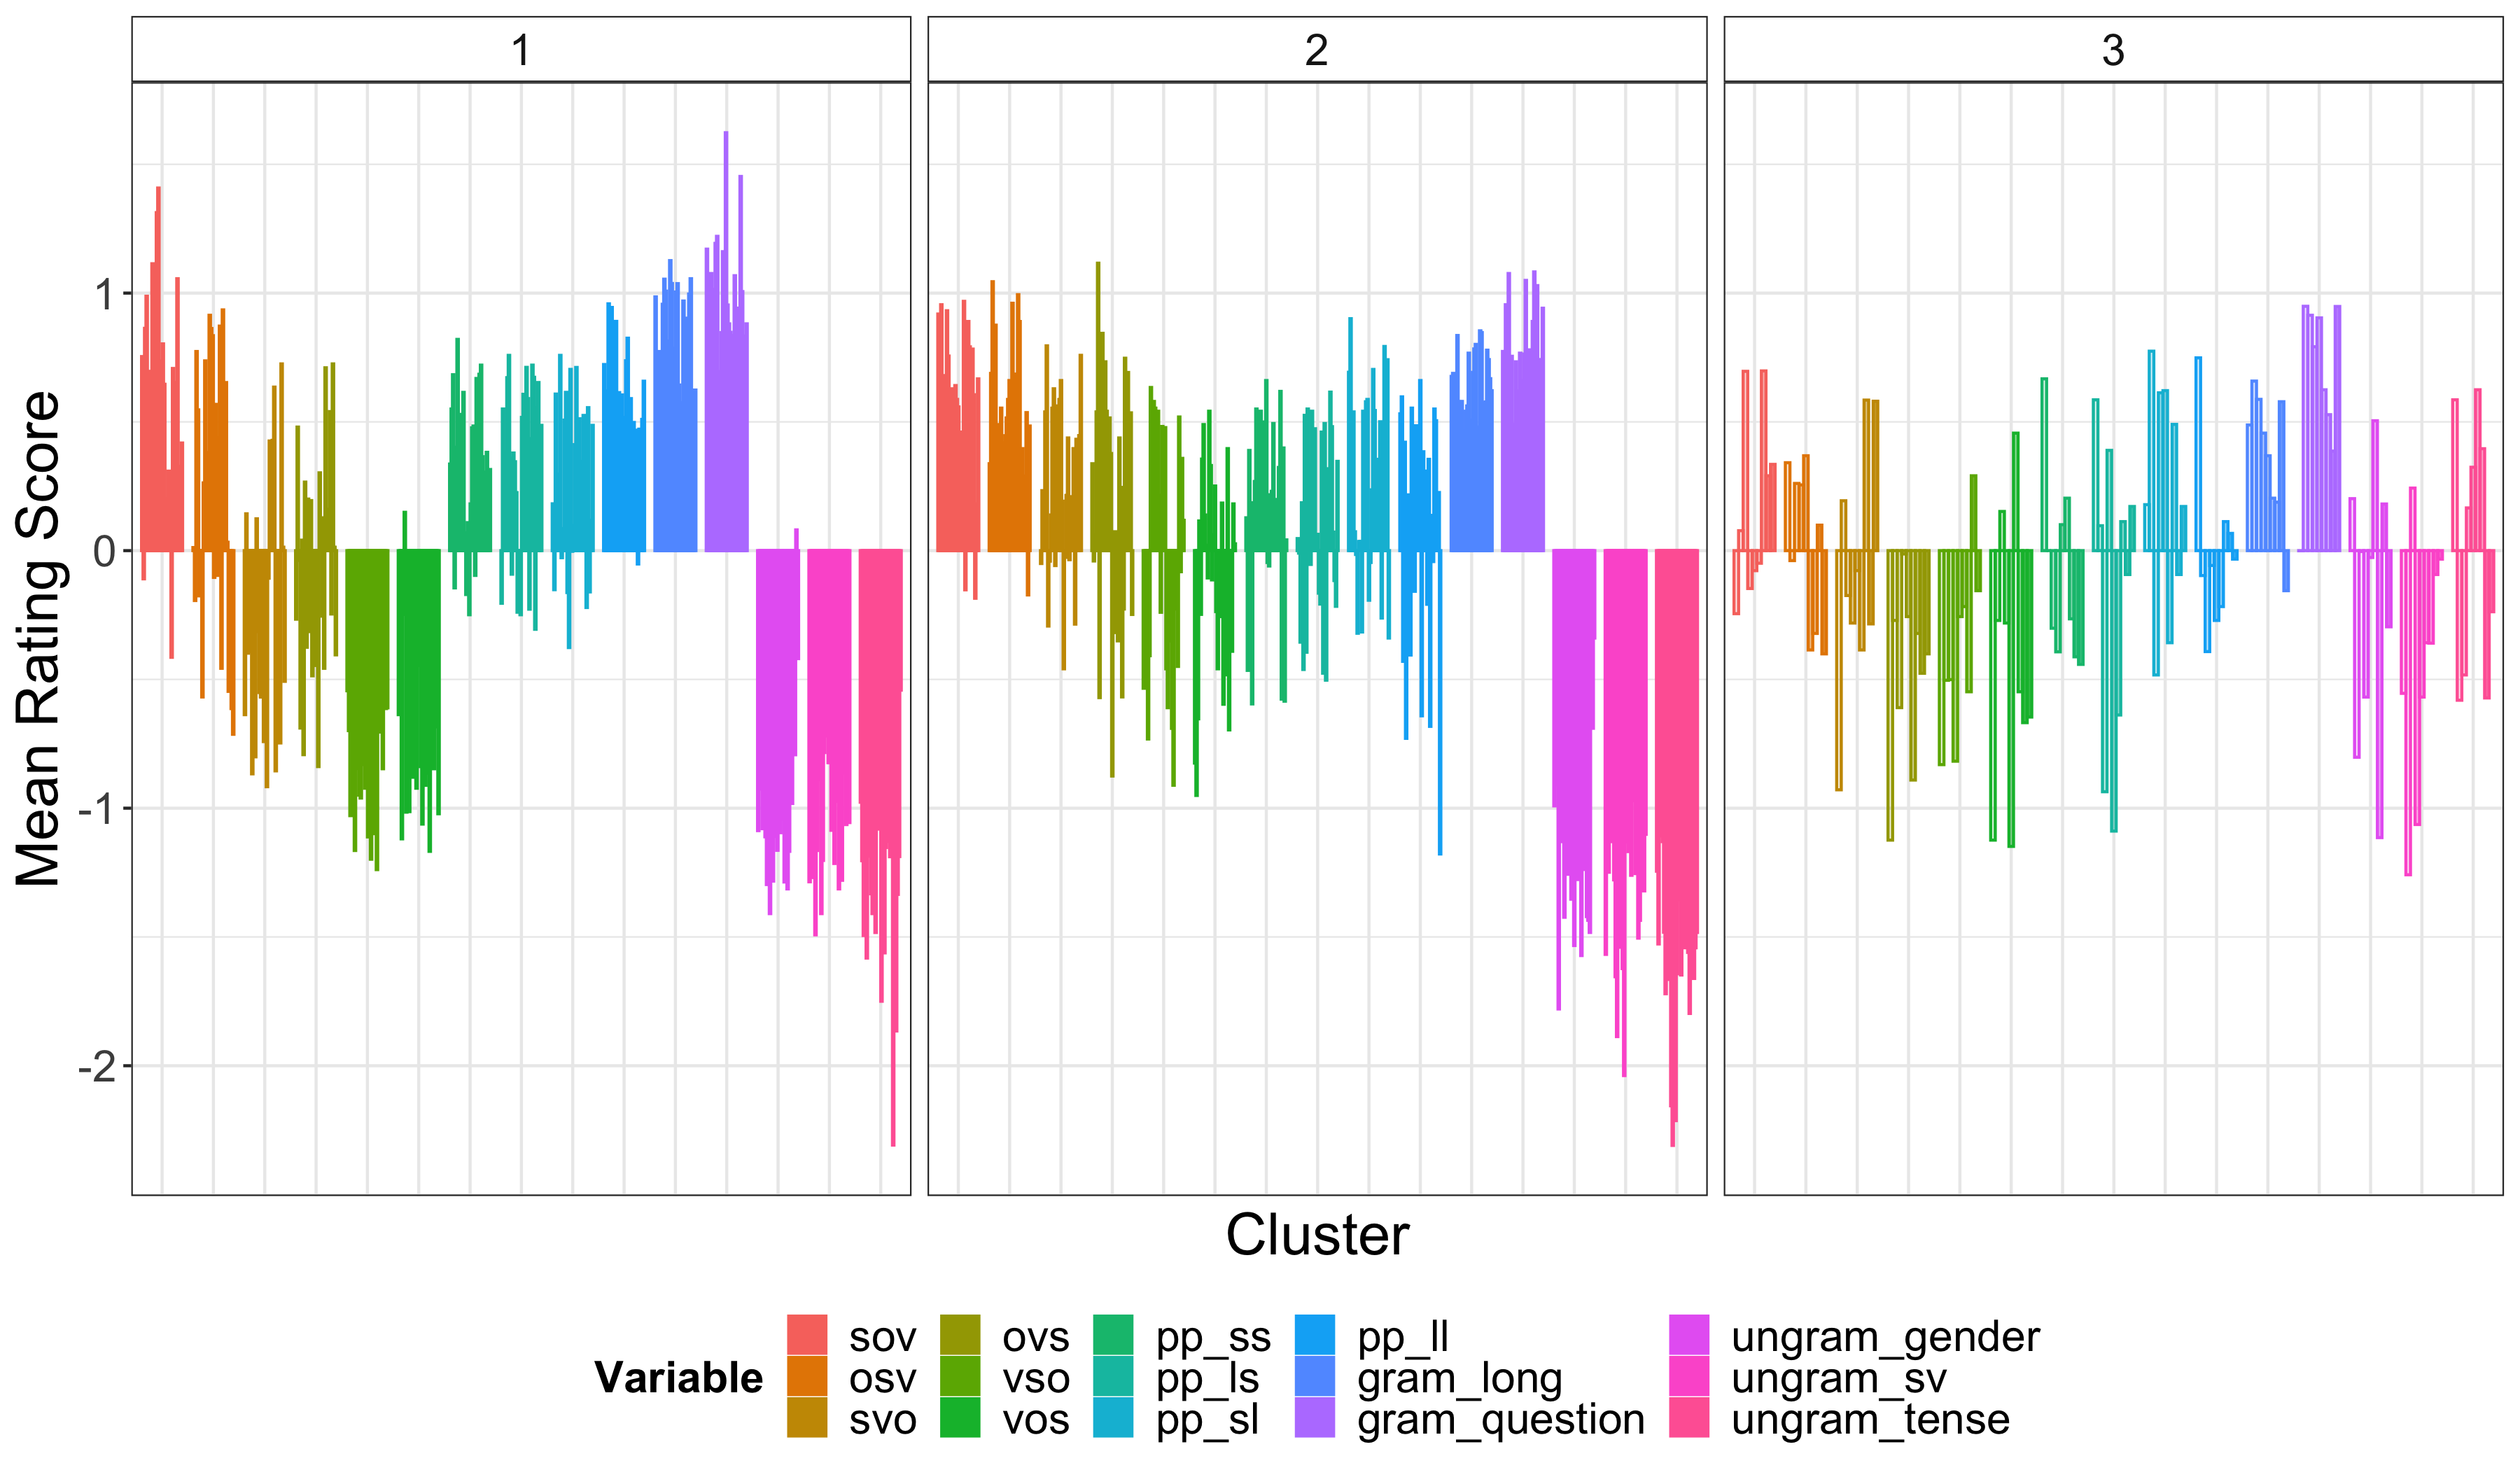 1 2 3
Mean Rating Score
1
0
-1
-2
Cluster
Variable
sov ovs pp_ss pp_ll ungram_gender
osv vso pp_ls gram_long ungram_sv
svo vos pp_sl gram_question ungram_tense